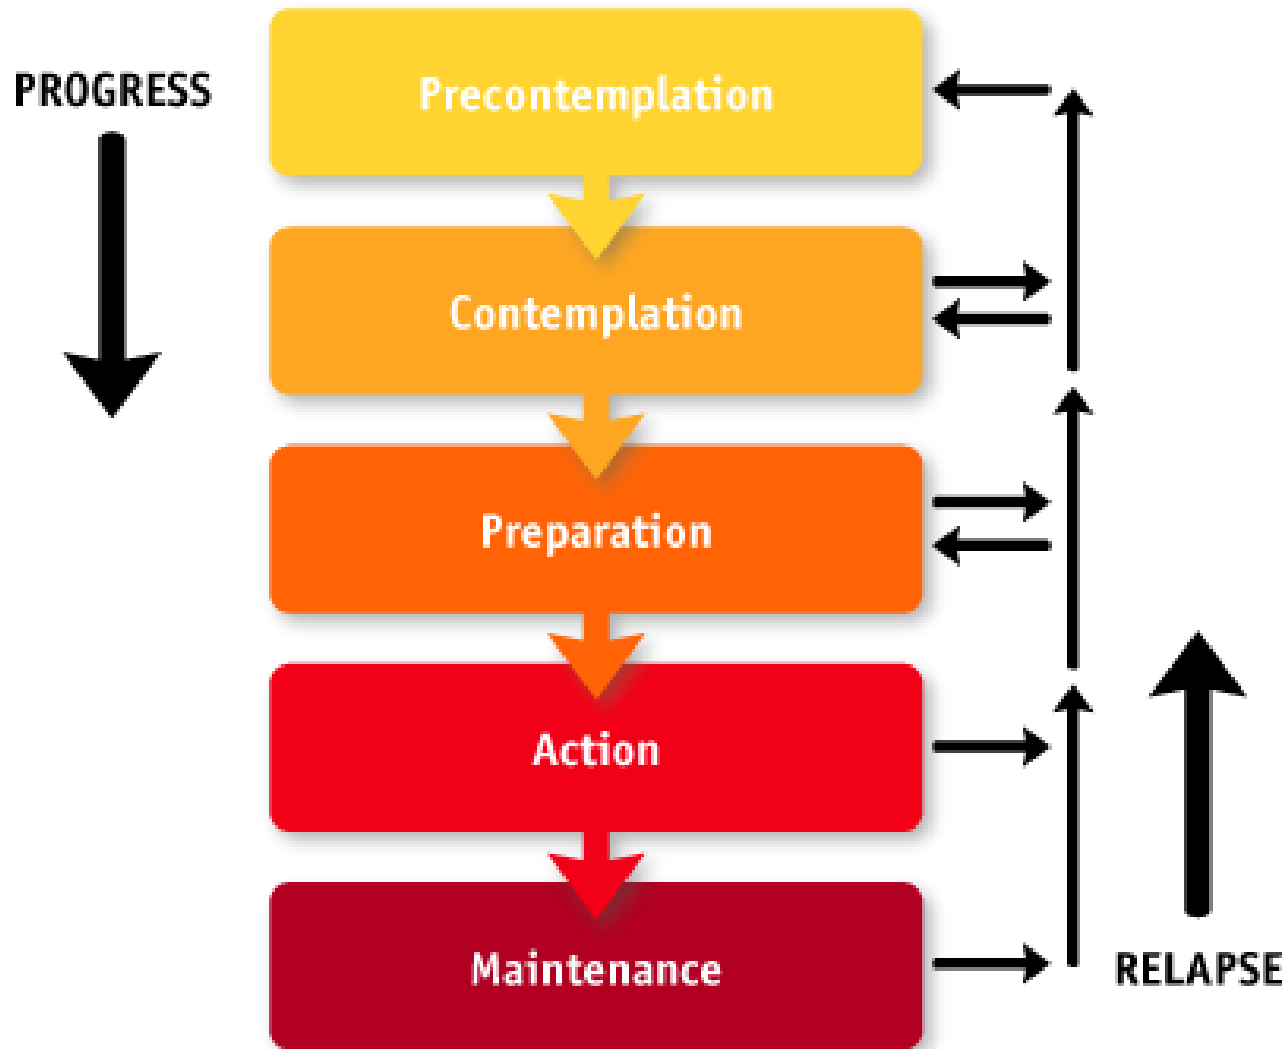 PROGRESS
Precontemplation
Contemplation
Preparation
Action
Maintenance
RELAPSE